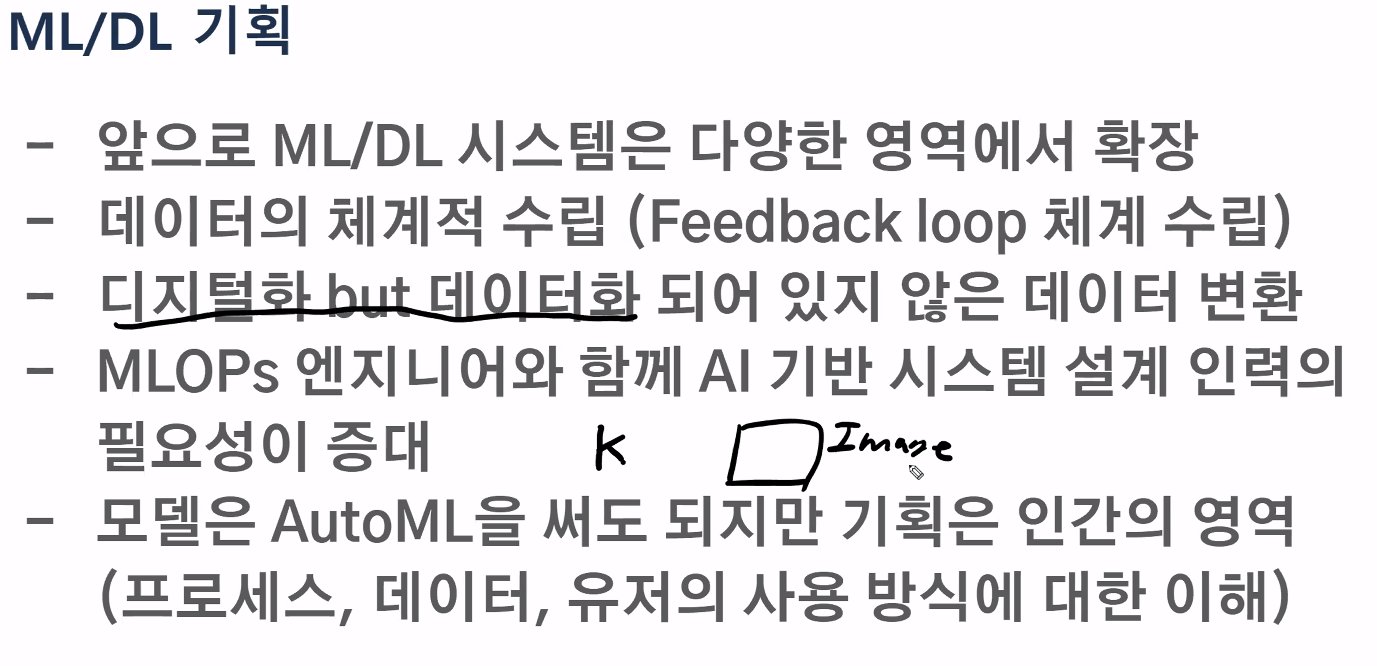 ML/DL 기획
- 앞으로 ML/DL 시스템은 다양한 영역에서 확장
- 데이터의 체계적 수립 (Feedback loop 체계 수립)
- 디지털화 but 데이터화 되어 있지 않은 데이터 변환
- MLOPs 엔지니어와 함께 AI 기반 시스템 설계 인력의
필요성이 증대
K Image
- 모델은 AutoML을 써도 되지만 기획은 인간의 영역
(프로세스, 데이터, 유저의 사용 방식에 대한 이해)